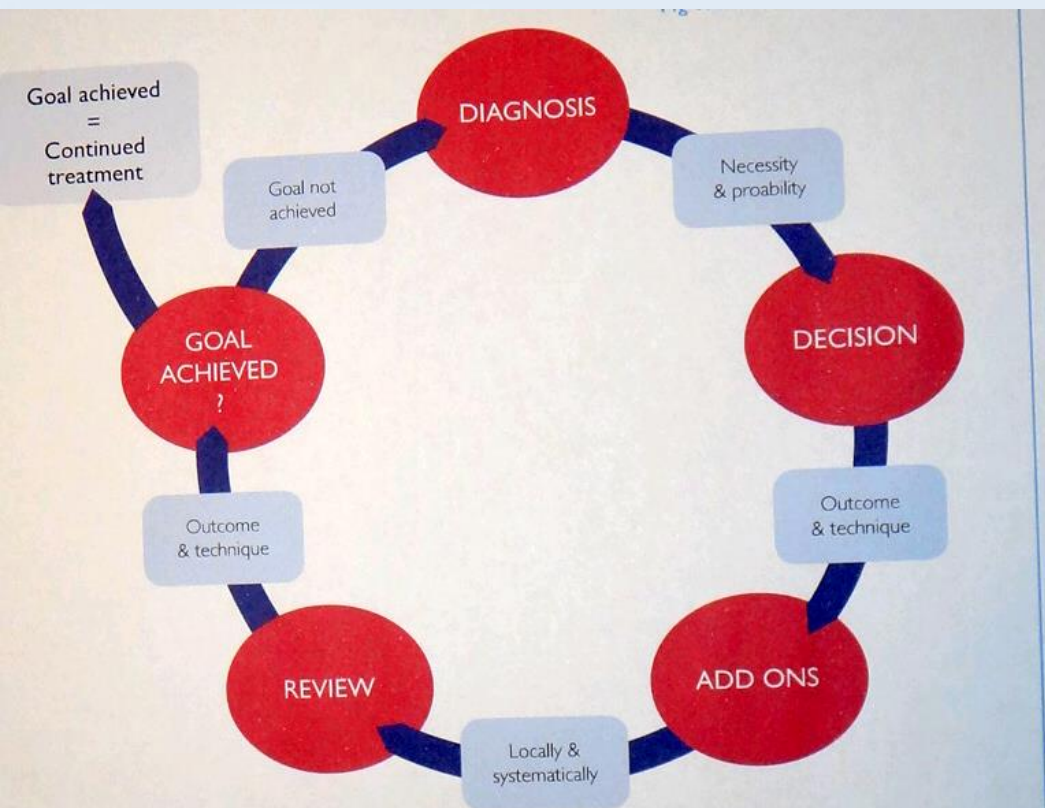 Goal achieved
=
Continued
treatment
DIAGNOSIS
Goal not
achieved
Necessity
& proability
GOAL
ACHIEVED
?
DECISION
Outcome
& technique
Outcome
& technique
REVIEW
ADD ONS
Locally &
systematically